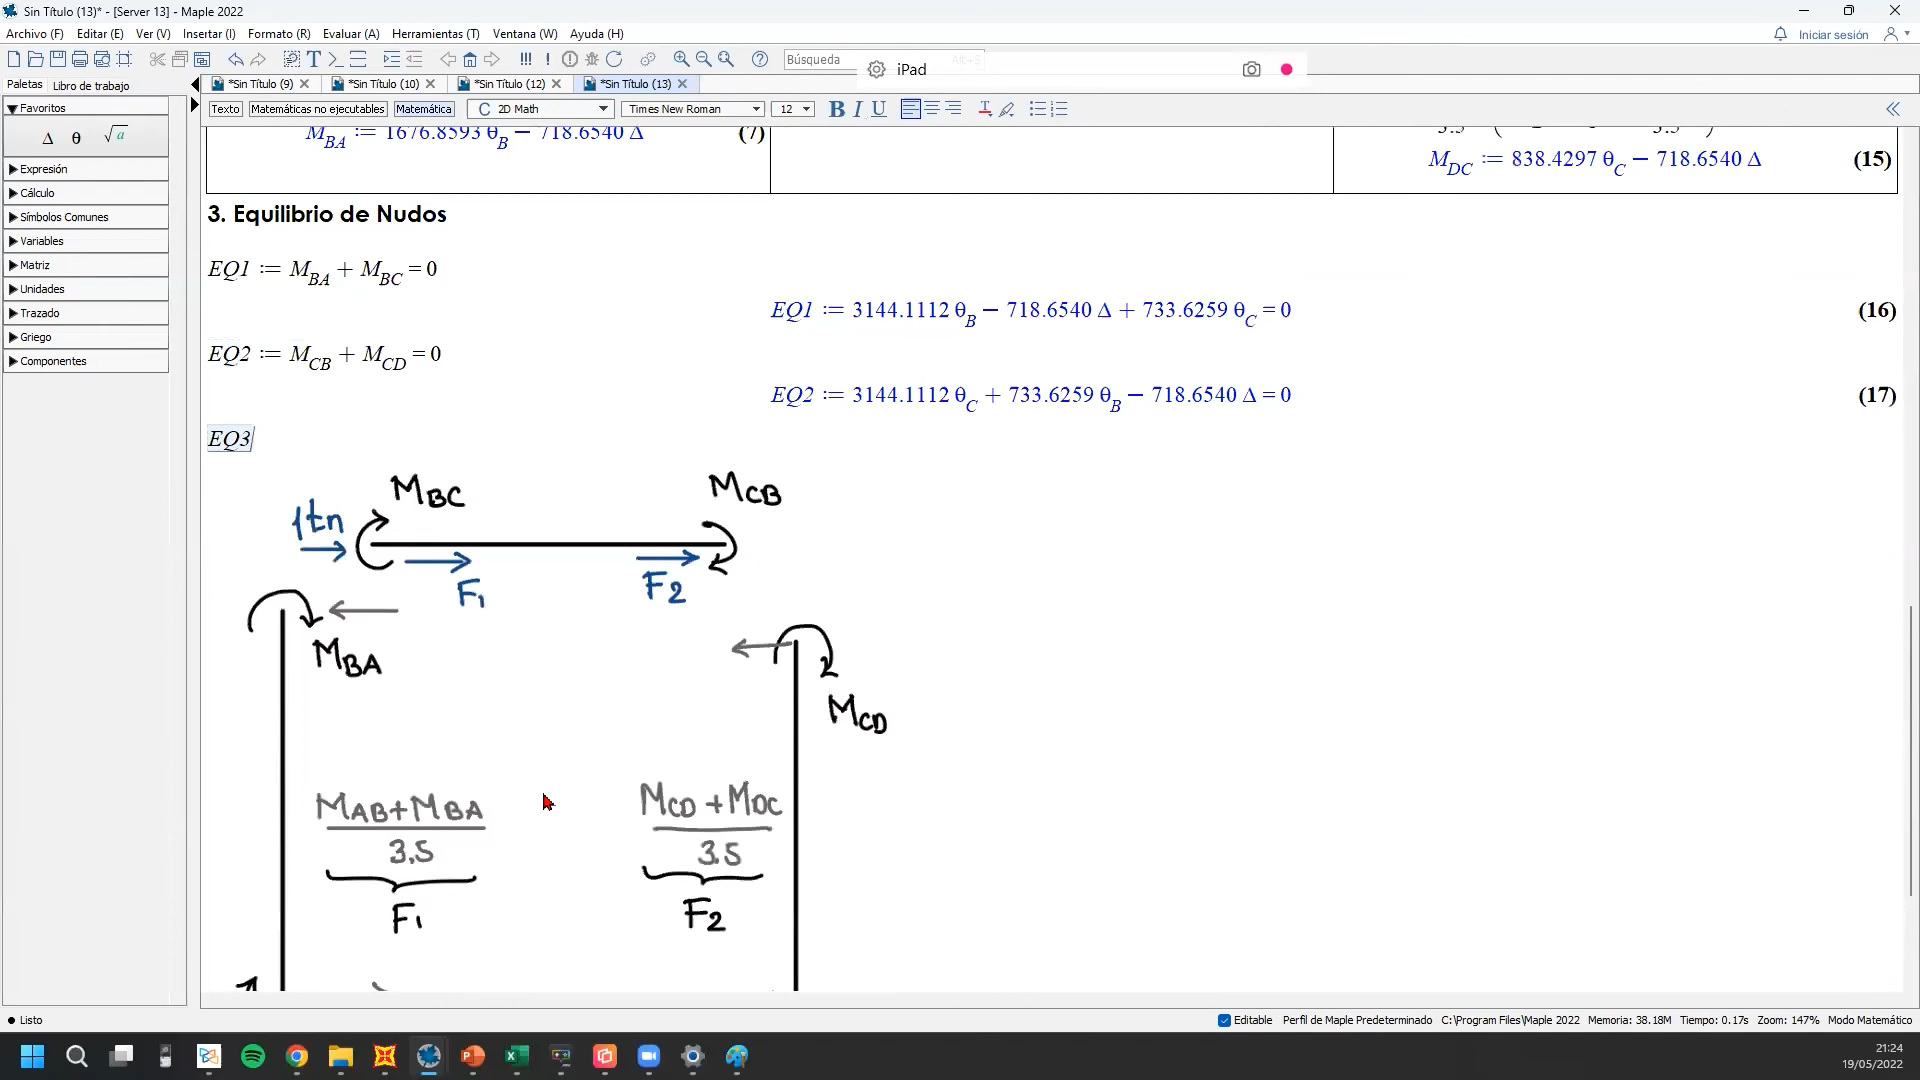 Sin Título (13)* - [Server 13] - Maple 2022
Archivo (F) Editar (E) Ver (V) Insertar (I) Formato (R) Evaluar (A) Herramientas (T) Ventana (W) Ayuda (H)
Iniciar sesión
Búsqueda Alt+S
iPad
Paletas Libro de trabajo
*Sin Título (9) *Sin Título (10) *Sin Título (12) *Sin Título (13)
Texto Matemáticas no ejecutables Matemática C 2D Math Times New Roman 12 B I U
Favoritos
Δ θ √a
Expresión
Cálculo
Símbolos Comunes
Variables
Matriz
Unidades
Trazado
Griego
Componentes
M_BA := 1676.8593 θ_B − 718.6540 Δ (7)
M_DC := 838.4297 θ_C − 718.6540 Δ (15)
3. Equilibrio de Nudos
EQ1 := M_BA + M_BC = 0
EQ1 := 3144.1112 θ_B − 718.6540 Δ + 733.6259 θ_C = 0 (16)
EQ2 := M_CB + M_CD = 0
EQ2 := 3144.1112 θ_C + 733.6259 θ_B − 718.6540 Δ = 0 (17)
EQ3
M_BC M_CB
1tn
F1 F2
M_BA
M_CD
M_AB+M_BA M_CD+M_DC
3.5 3.5
F1 F2
Listo
Editable Perfil de Maple Predeterminado C:\Program Files\Maple 2022 Memoria: 38.18M Tiempo: 0.17s Zoom: 147% Modo Matemático
21:24
19/05/2022